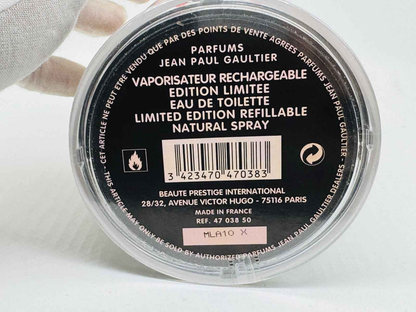 PARFUMS
JEAN PAUL GAULTIER
VAPORISATEUR RECHARGEABLE
EDITION LIMITEE
EAU DE TOILETTE
LIMITED EDITION REFILLABLE
NATURAL SPRAY
3 423470 470383
BEAUTE PRESTIGE INTERNATIONAL
28/32, AVENUE VICTOR HUGO - 75116 PARIS
MADE IN FRANCE
REF. 47 038 50
MLA10 X
- CET ARTICLE NE PEUT ETRE VENDU QUE PAR DES POINTS DE VENTE AGREES PARFUMS JEAN PAUL GAULTIER -
THIS ARTICLE MAY ONLY BE SOLD BY AUTHORIZED PARFUMS JEAN PAUL GAULTIER DEALERS -